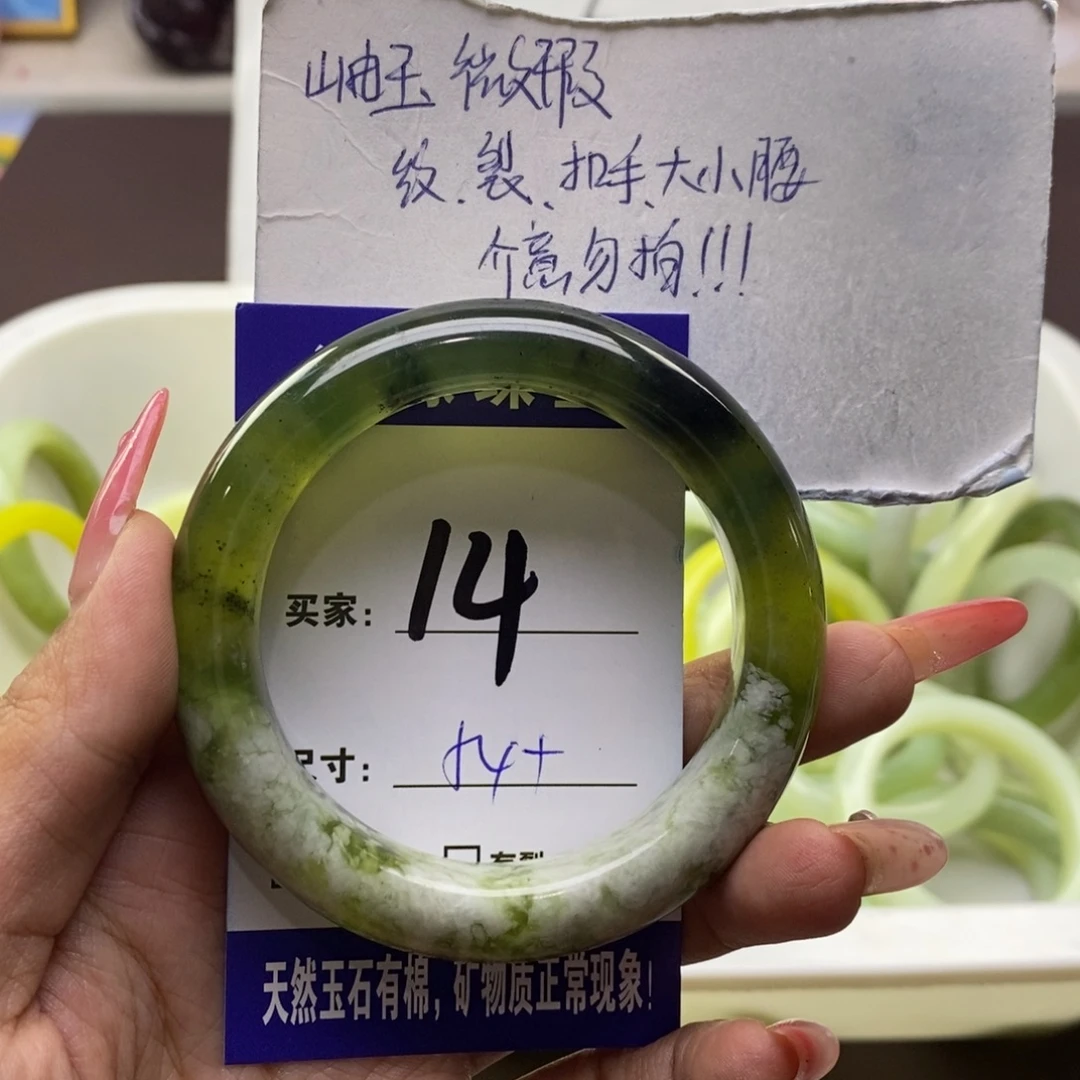 岫玉 微瑕
纹、裂、扣手、大小腰
介意勿拍!!!
买家: 14
尺寸: 54+
天然玉石有棉, 矿物质正常现象!